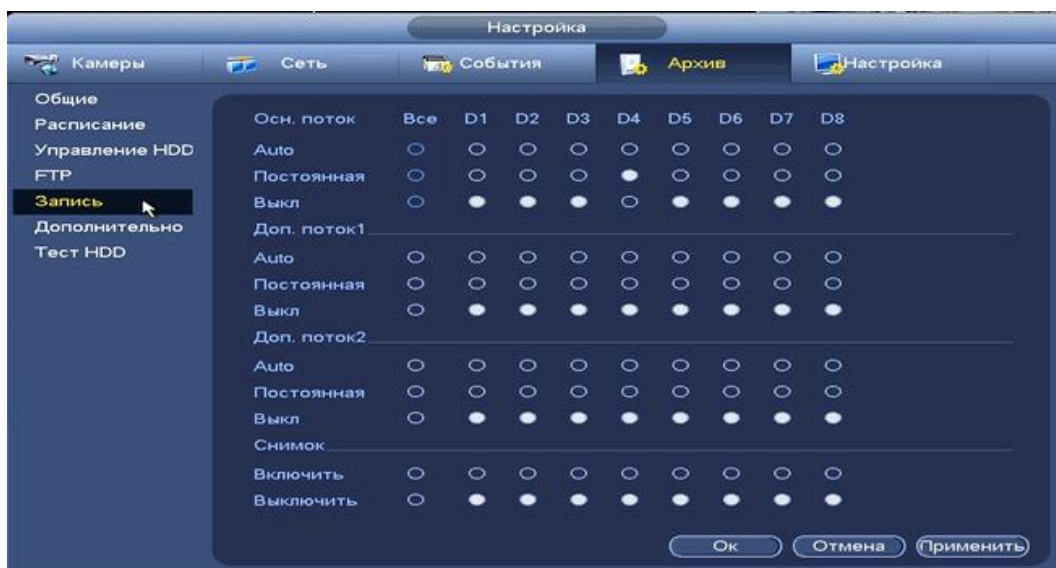 Настройка
Камеры Сеть События Архив Настройка
Общие
Расписание
Управление HDD
FTP
Запись
Дополнительно
Тест HDD
Осн. поток Все D1 D2 D3 D4 D5 D6 D7 D8
Auto
Постоянная
Выкл
Доп. поток1
Auto
Постоянная
Выкл
Доп. поток2
Auto
Постоянная
Выкл
Снимок
Включить
Выключить
Ок Отмена Применить